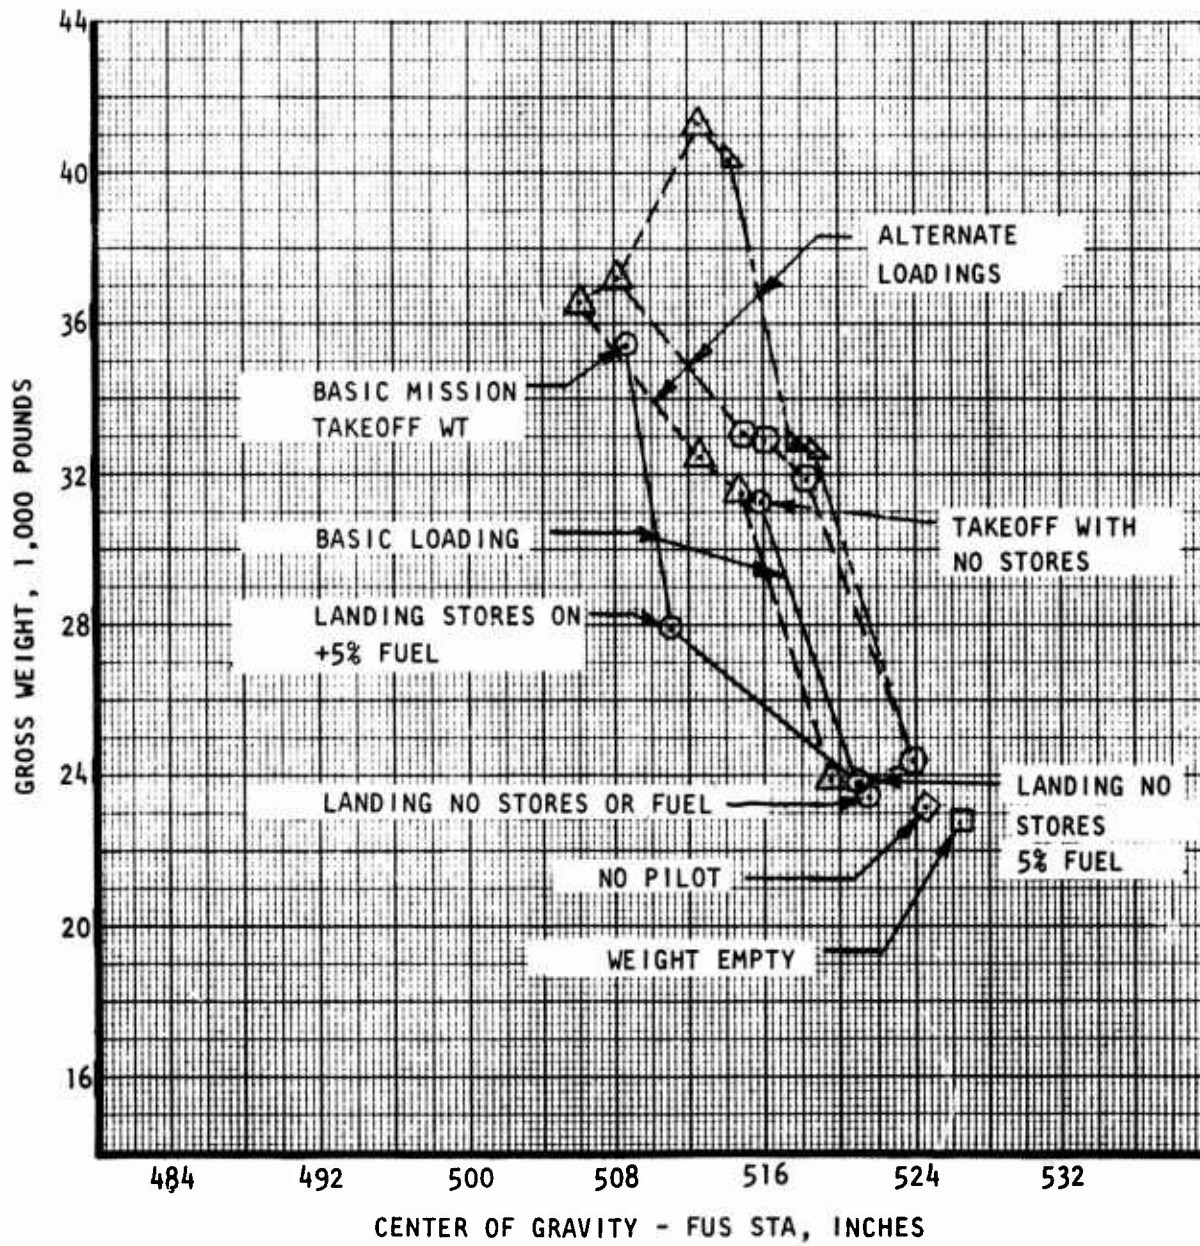 44
40
36
32
28
24
20
16
GROSS WEIGHT, 1,000 POUNDS
ALTERNATE
LOADINGS
BASIC MISSION
TAKEOFF WT
BASIC LOADING
TAKEOFF WITH
NO STORES
LANDING STORES ON
+5% FUEL
LANDING NO STORES OR FUEL
LANDING NO
STORES
5% FUEL
NO PILOT
WEIGHT EMPTY
484 492 500 508 516 524 532
CENTER OF GRAVITY - FUS STA, INCHES